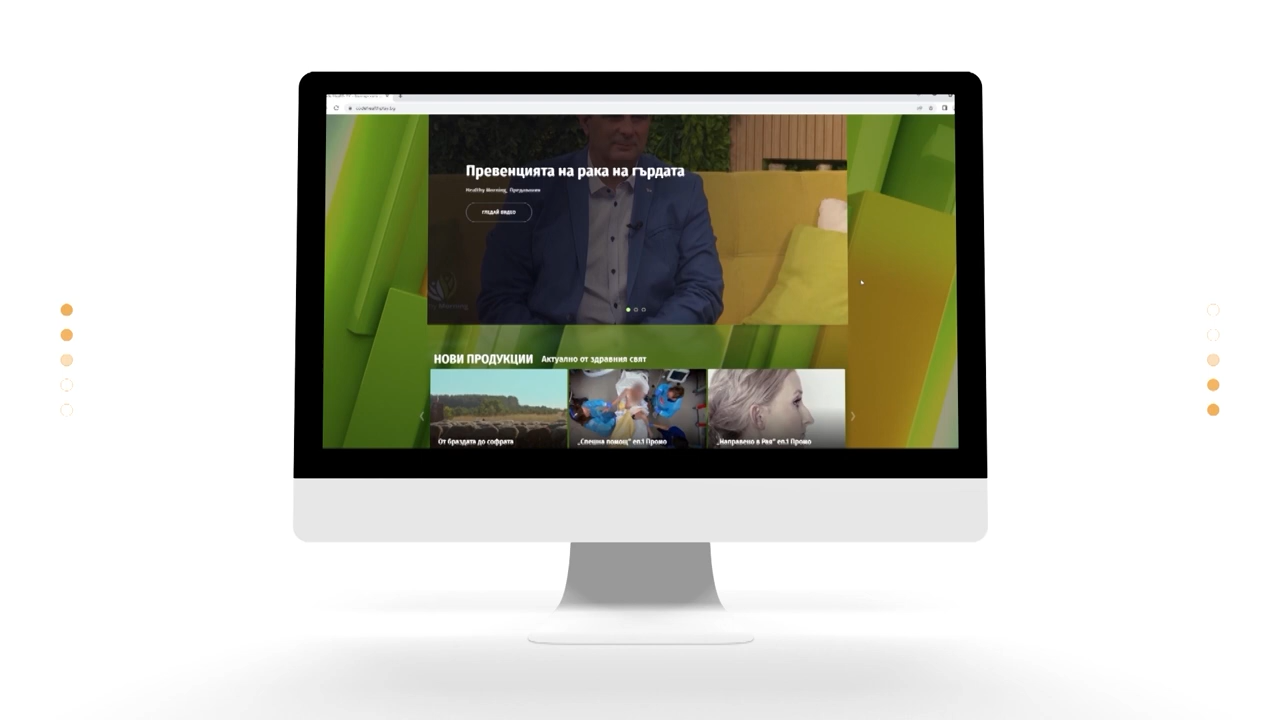 Превенцията на рака на гърдата
Healthy Morning, Предавания
ГЛЕДАЙ ВИДЕО
НОВИ ПРОДУКЦИИ Актуално от здравния свят
От браздата до софрата
„Спешна помощ“ еп.1 Промо
„Направено в Рая“ еп.1 Промо